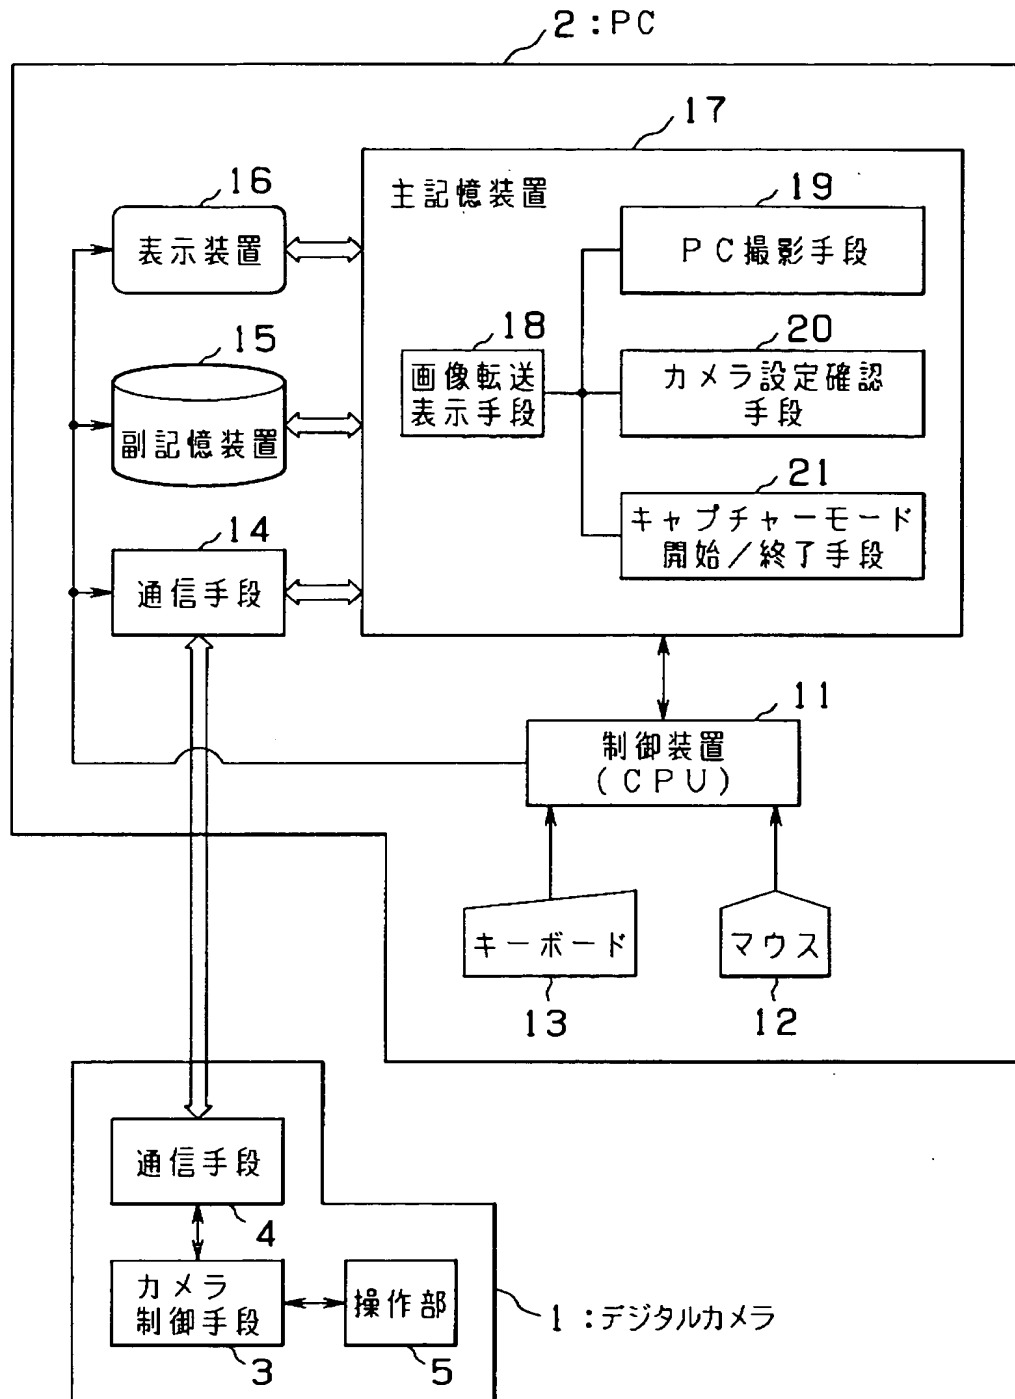 2:PC
17
主記憶装置
16
表示装置
19
PC撮影手段
18
画像転送
表示手段
20
カメラ設定確認
手段
15
副記憶装置
21
キャプチャーモード
開始/終了手段
14
通信手段
11
制御装置
(CPU)
キーボード
13
マウス
12
通信手段
4
カメラ
制御手段
3
操作部
5
1:デジタルカメラ